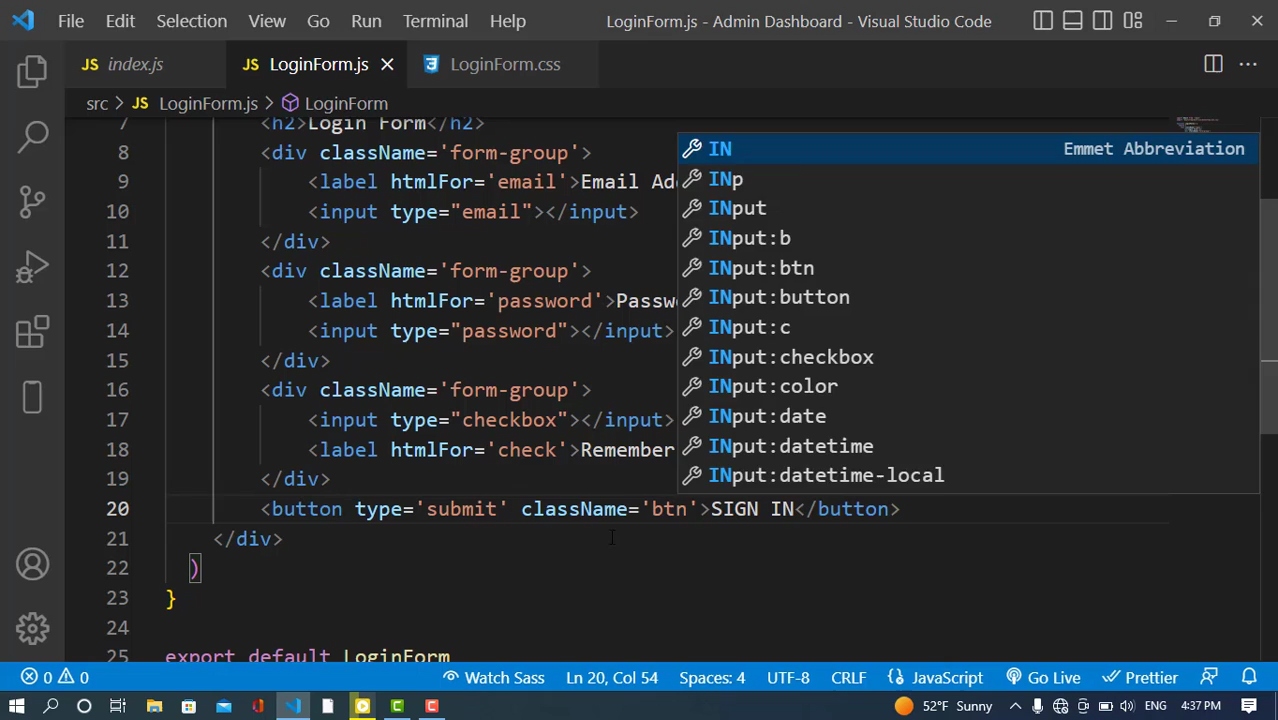 File Edit Selection View Go Run Terminal Help LoginForm.js - Admin Dashboard - Visual Studio Code
JS index.js JS LoginForm.js LoginForm.css
src > JS LoginForm.js > LoginForm
7 <h2>Login Form</h2>
8 <div className='form-group'>
9 <label htmlFor='email'>Email Add
10 <input type="email"></input>
11 </div>
12 <div className='form-group'>
13 <label htmlFor='password'>Passw
14 <input type="password"></input>
15 </div>
16 <div className='form-group'>
17 <input type="checkbox"></input>
18 <label htmlFor='check'>Remember
19 </div>
20 <button type='submit' className='btn'>SIGN IN</button>
21 </div>
22 )
23 }
24
25 export default LoginForm
IN Emmet Abbreviation
INp
INput
INput:b
INput:btn
INput:button
INput:c
INput:checkbox
INput:color
INput:date
INput:datetime
INput:datetime-local
0 0 Watch Sass Ln 20, Col 54 Spaces: 4 UTF-8 CRLF JavaScript Go Live Prettier
52°F Sunny ENG 4:37 PM